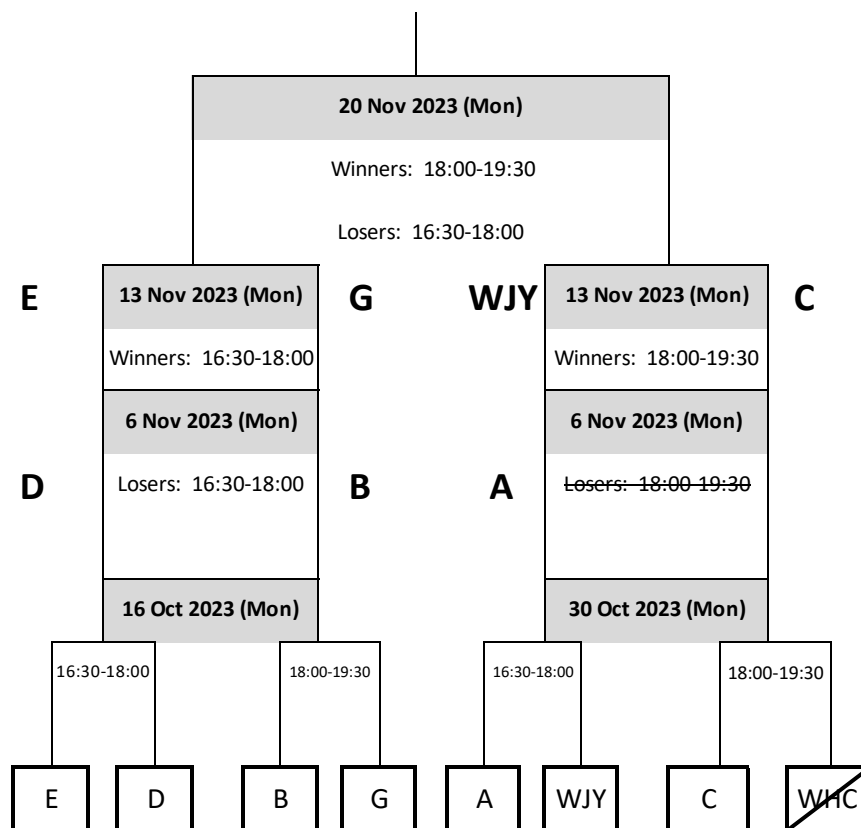 20 Nov 2023 (Mon)
Winners: 18:00-19:30
Losers: 16:30-18:00
E 13 Nov 2023 (Mon) G WJY 13 Nov 2023 (Mon) C
Winners: 16:30-18:00 Winners: 18:00-19:30
6 Nov 2023 (Mon) 6 Nov 2023 (Mon)
D Losers: 16:30-18:00 B A Losers: 18:00-19:30
16 Oct 2023 (Mon) 30 Oct 2023 (Mon)
16:30-18:00 18:00-19:30 16:30-18:00 18:00-19:30
E D B G A WJY C WHC